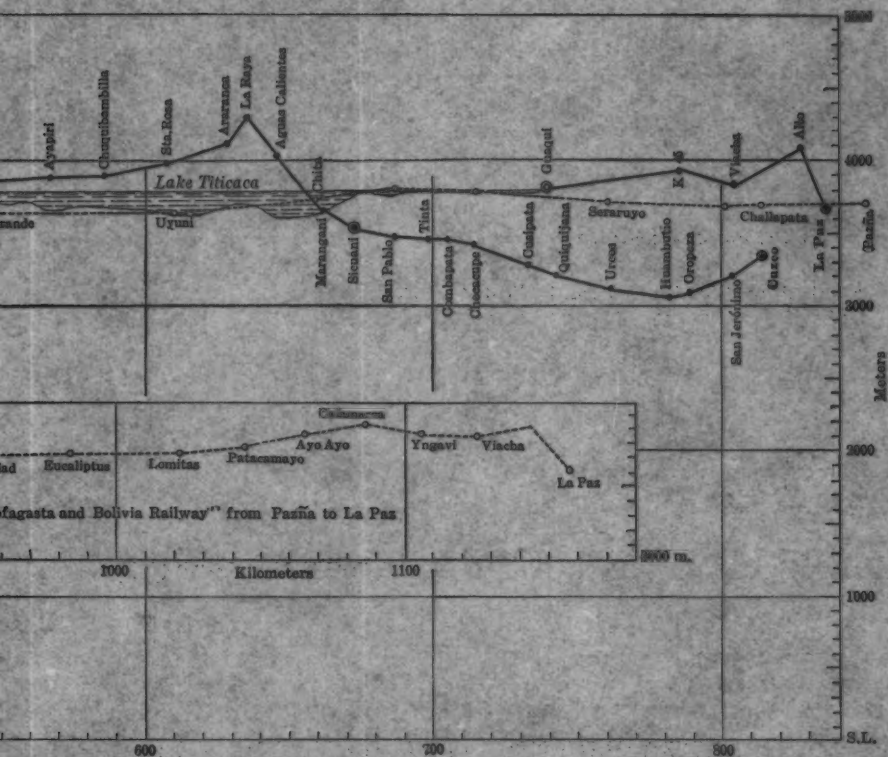 5000
Ayapiri
Chuquibambilla
Sta.Rosa
Araranca
La Raya
Aguas Calientes
4000
Lake Titicaca
Chita
Guaqui
K 45
Viacha
Alto
Uyuni
Seraruyo
Challapata
Pazña
Marangani
Sicuani
San Pablo
Tinta
Combapata
Checacupe
Cusipata
Quiquijana
Urcos
Huambutio
Oropeza
San Jerónimo
Cuzco
La Paz
3000
Meters
Calamarca
Eucaliptus
Lomitas
Patacamayo
Ayo Ayo
Yngavi
Viacha
La Paz
2000
ofagasta and Bolivia Railway" from Pazña to La Paz
3000 m.
1000
Kilometers
1100
1000
S.L.
600
700
800